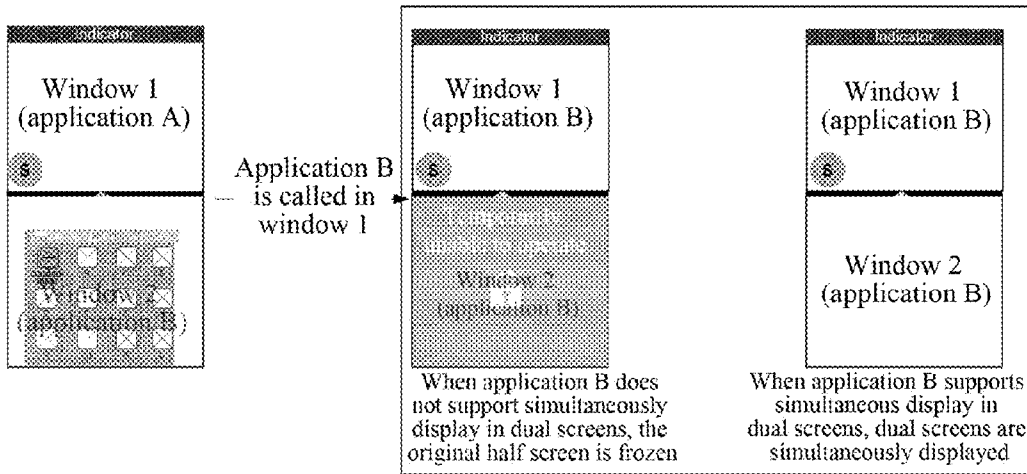 Indicator
Window 1
(application A)
S
Window 2
(application B)
Application B
is called in
window 1
Indicator
Window 1
(application B)
S
Window 2
(application B)
When application B does
not support simultaneously
display in dual screens, the
original half screen is frozen
Indicator
Window 1
(application B)
S
Window 2
(application B)
When application B supports
simultaneous display in
dual screens, dual screens are
simultaneously displayed